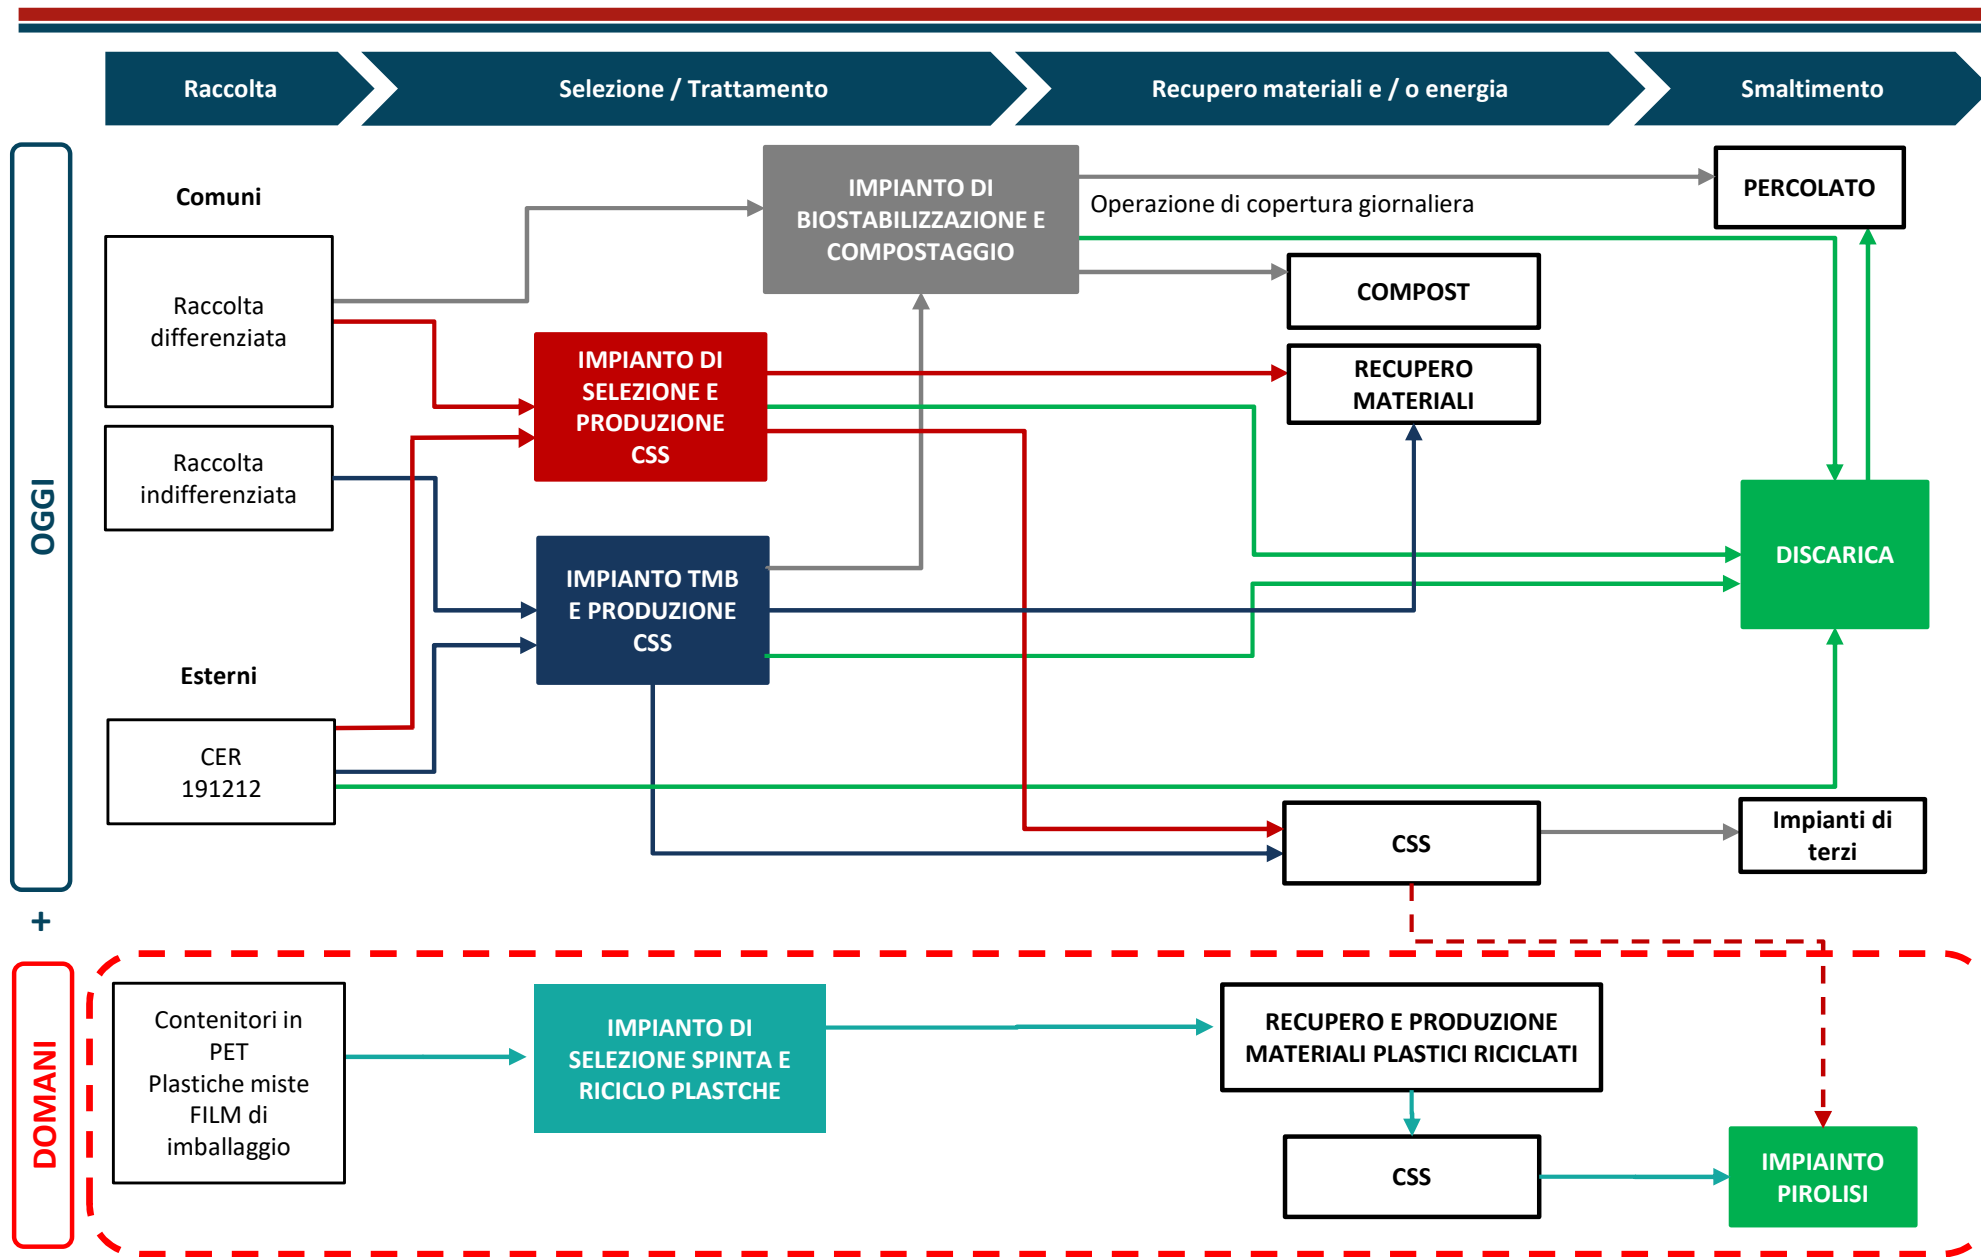 Raccolta
Selezione / Trattamento
Recupero materiali e / o energia
Smaltimento
OGGI
Comuni
Raccolta
differenziata
Raccolta
indifferenziata
Esterni
CER
191212
IMPIANTO DI
BIOSTABILIZZAZIONE E
COMPOSTAGGIO
IMPIANTO DI
SELEZIONE E
PRODUZIONE
CSS
IMPIANTO TMB
E PRODUZIONE
CSS
Operazione di copertura giornaliera
COMPOST
RECUPERO
MATERIALI
CSS
PERCOLATO
DISCARICA
Impianti di
terzi
+
DOMANI
Contenitori in
PET
Plastiche miste
FILM di
imballaggio
IMPIANTO DI
SELEZIONE SPINTA E
RICICLO PLASTCHE
RECUPERO E PRODUZIONE
MATERIALI PLASTICI RICICLATI
CSS
IMPIAINTO
PIROLISI